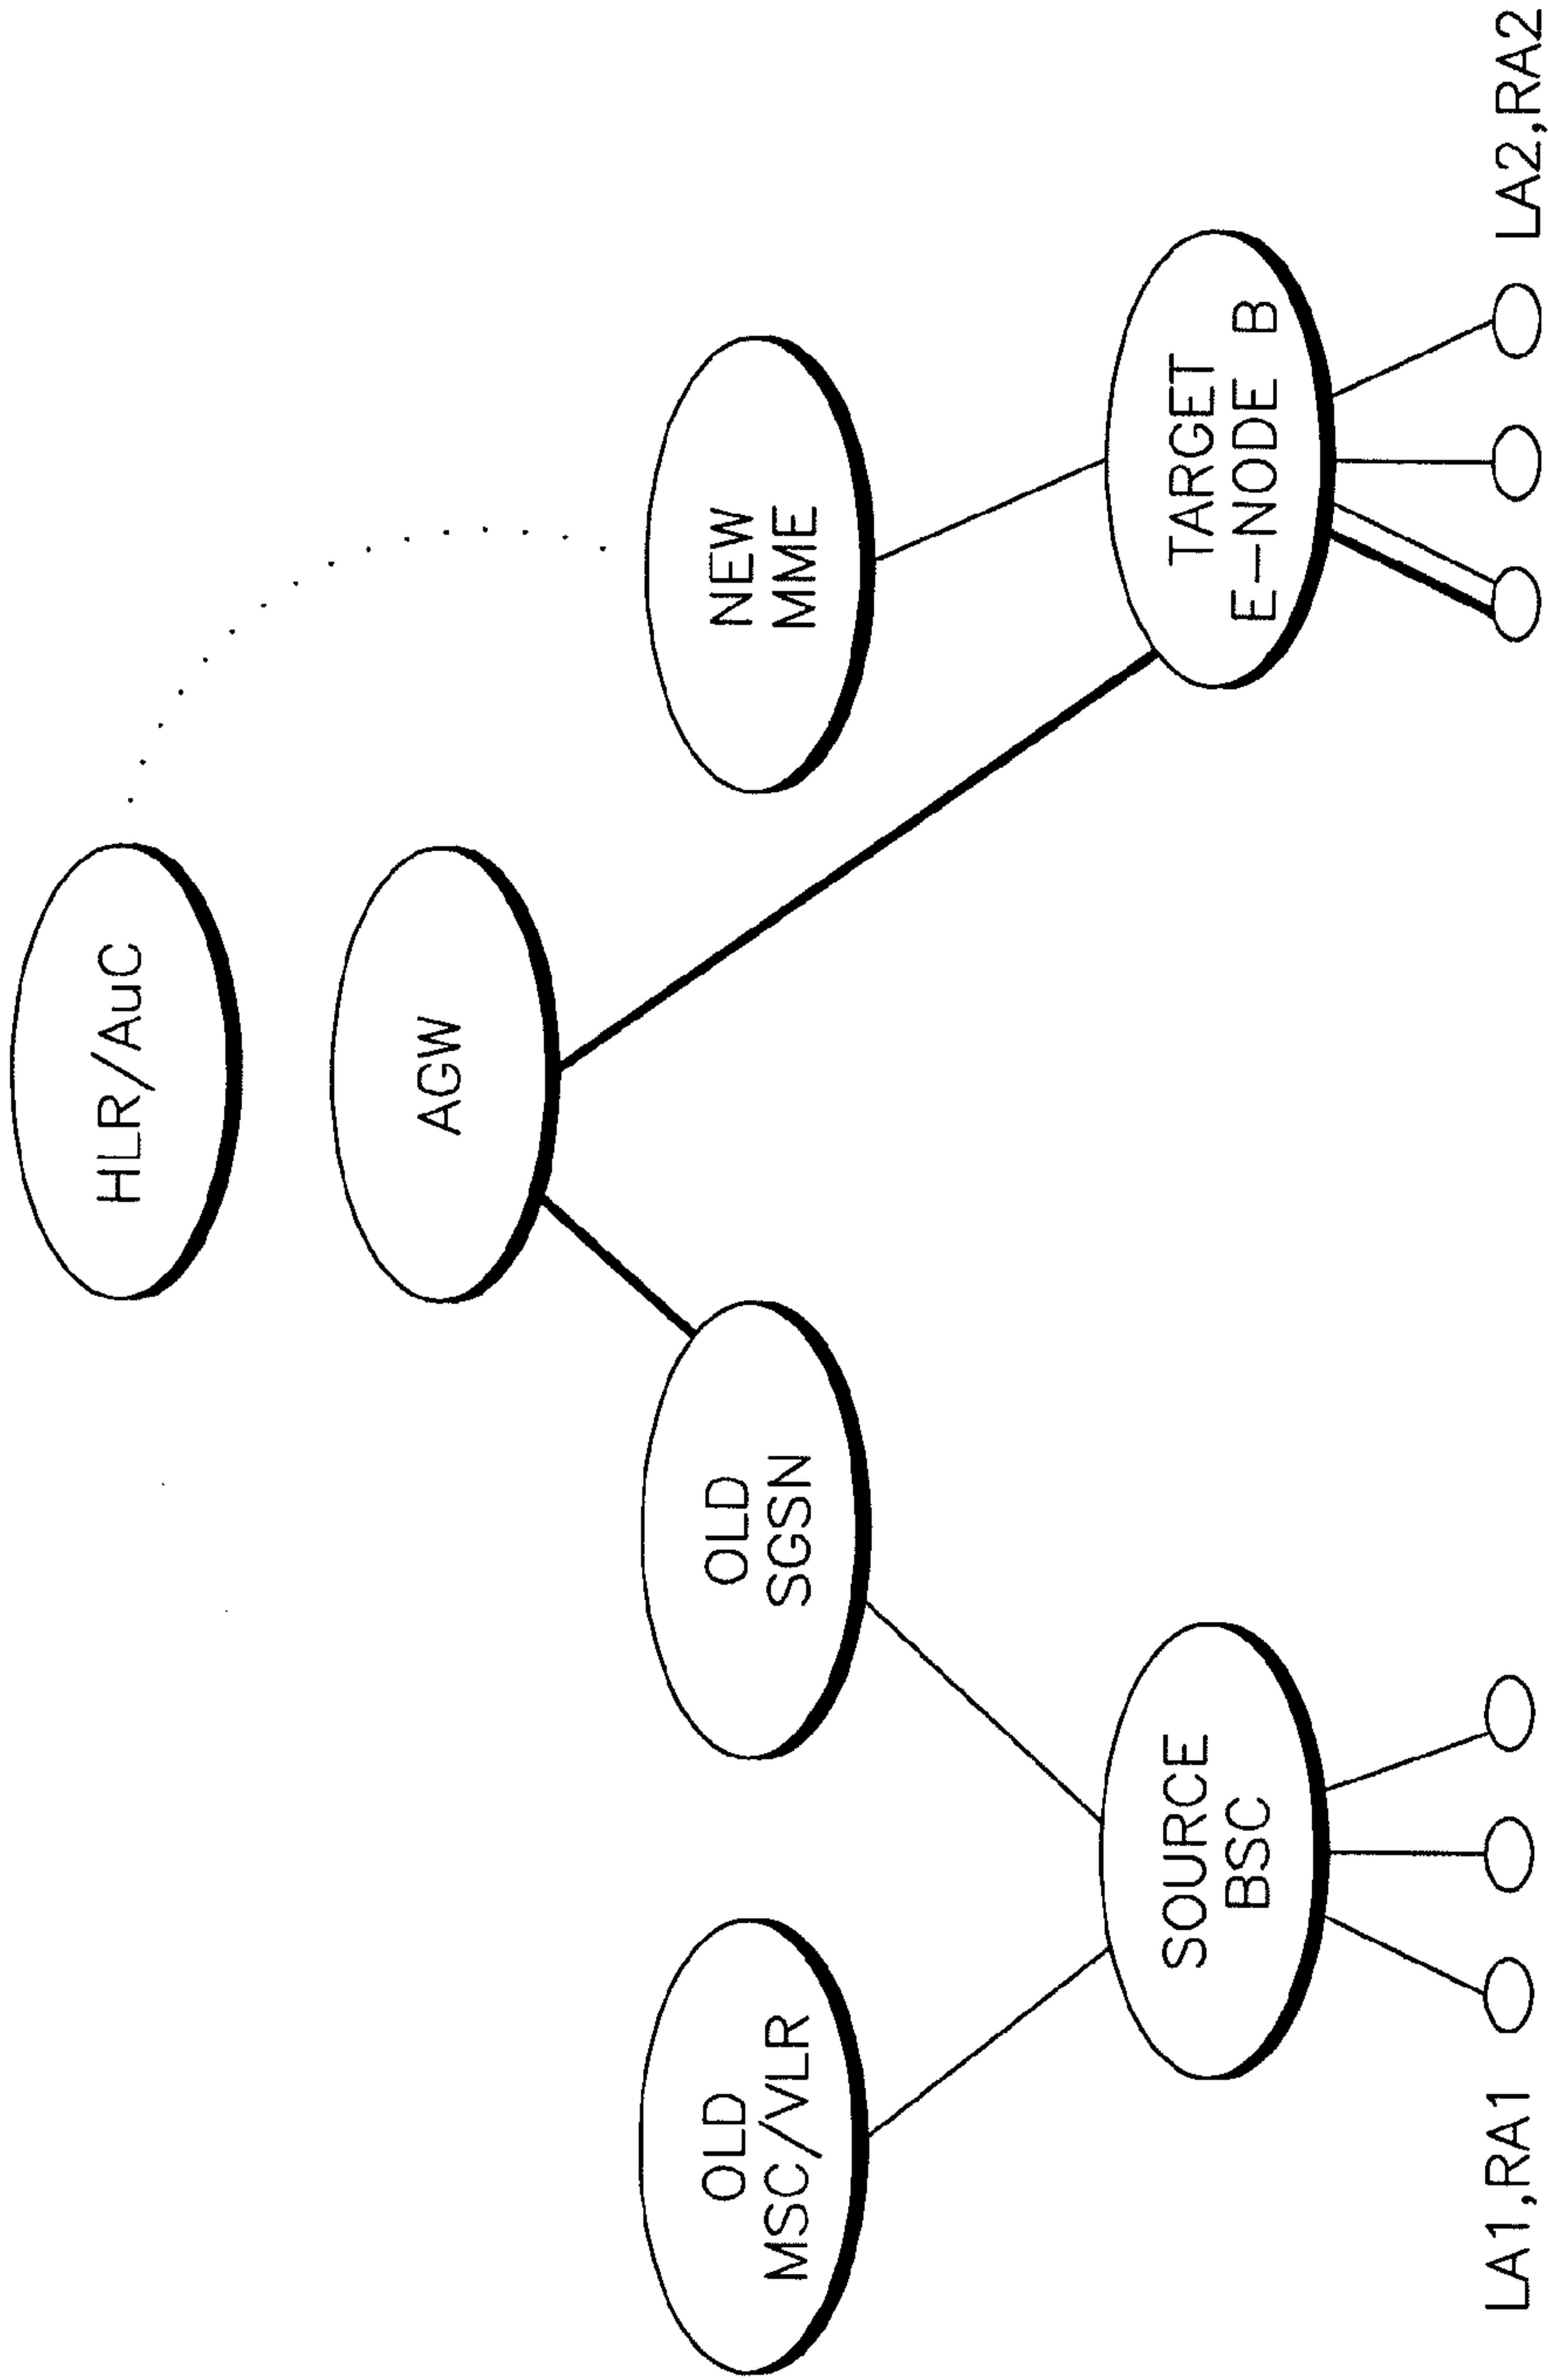 HLR/AuC
AGW
OLD
MSC/VLR
OLD
SGSN
NEW
MME
SOURCE
BSC
TARGET
E-NODE B
LA1,RA1
LA2,RA2